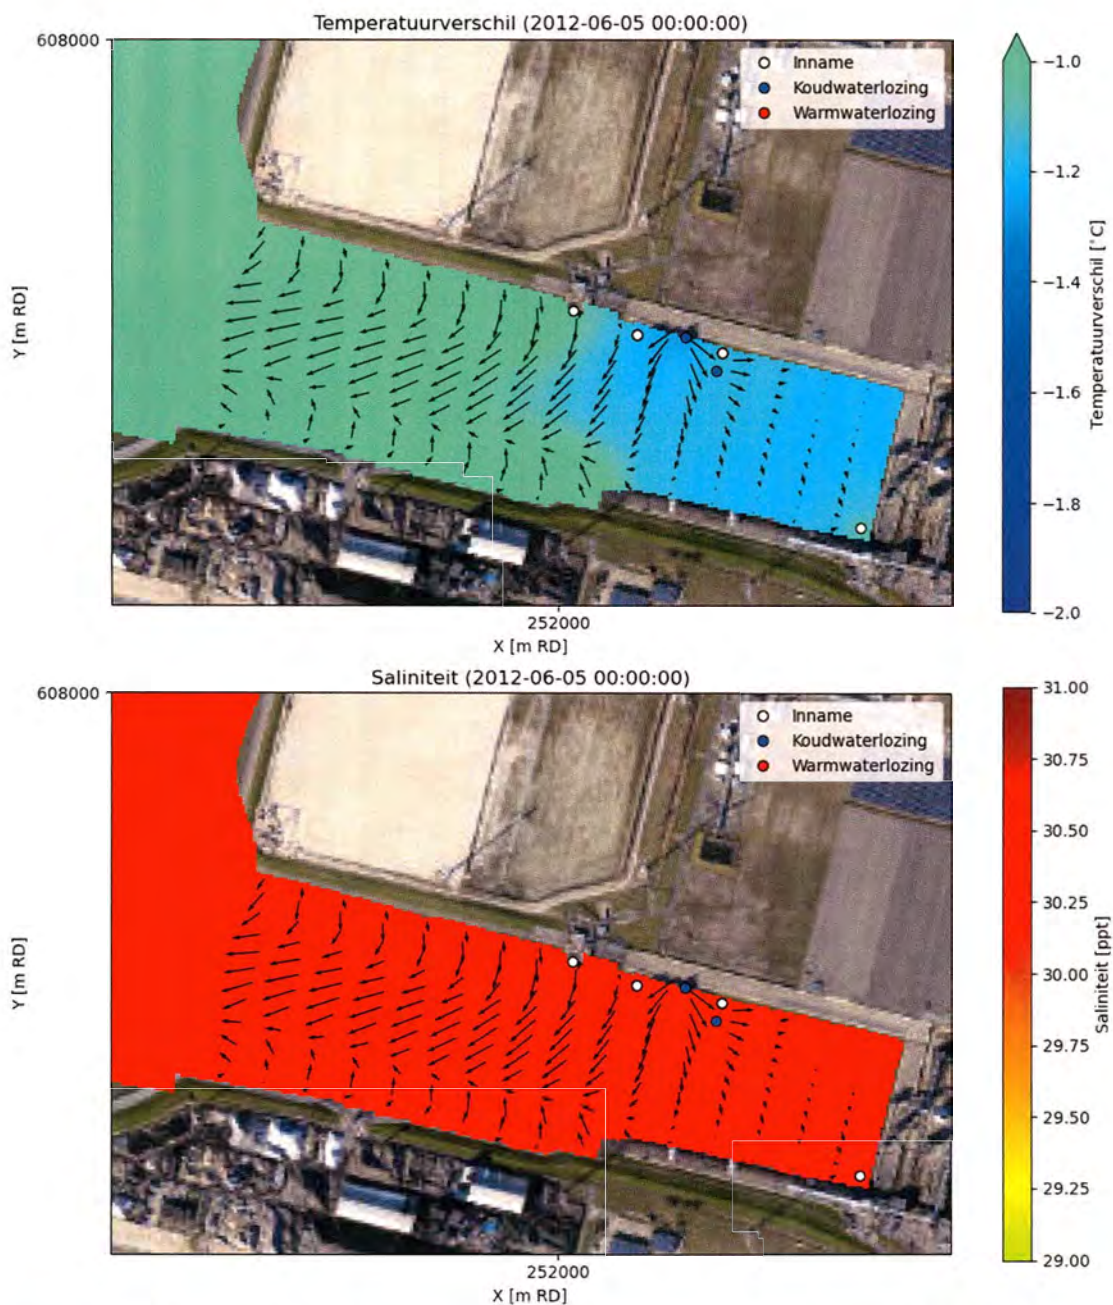 Temperatuurverschil (2012-06-05 00:00:00)
608000
Y [m RD]
Inname
Koudwaterlozing
Warmwaterlozing
252000
X [m RD]
−1.0
−1.2
−1.4
−1.6
−1.8
−2.0
Temperatuurverschil [°C]
Saliniteit (2012-06-05 00:00:00)
608000
Y [m RD]
Inname
Koudwaterlozing
Warmwaterlozing
252000
X [m RD]
31.00
30.75
30.50
30.25
30.00
29.75
29.50
29.25
29.00
Saliniteit [ppt]